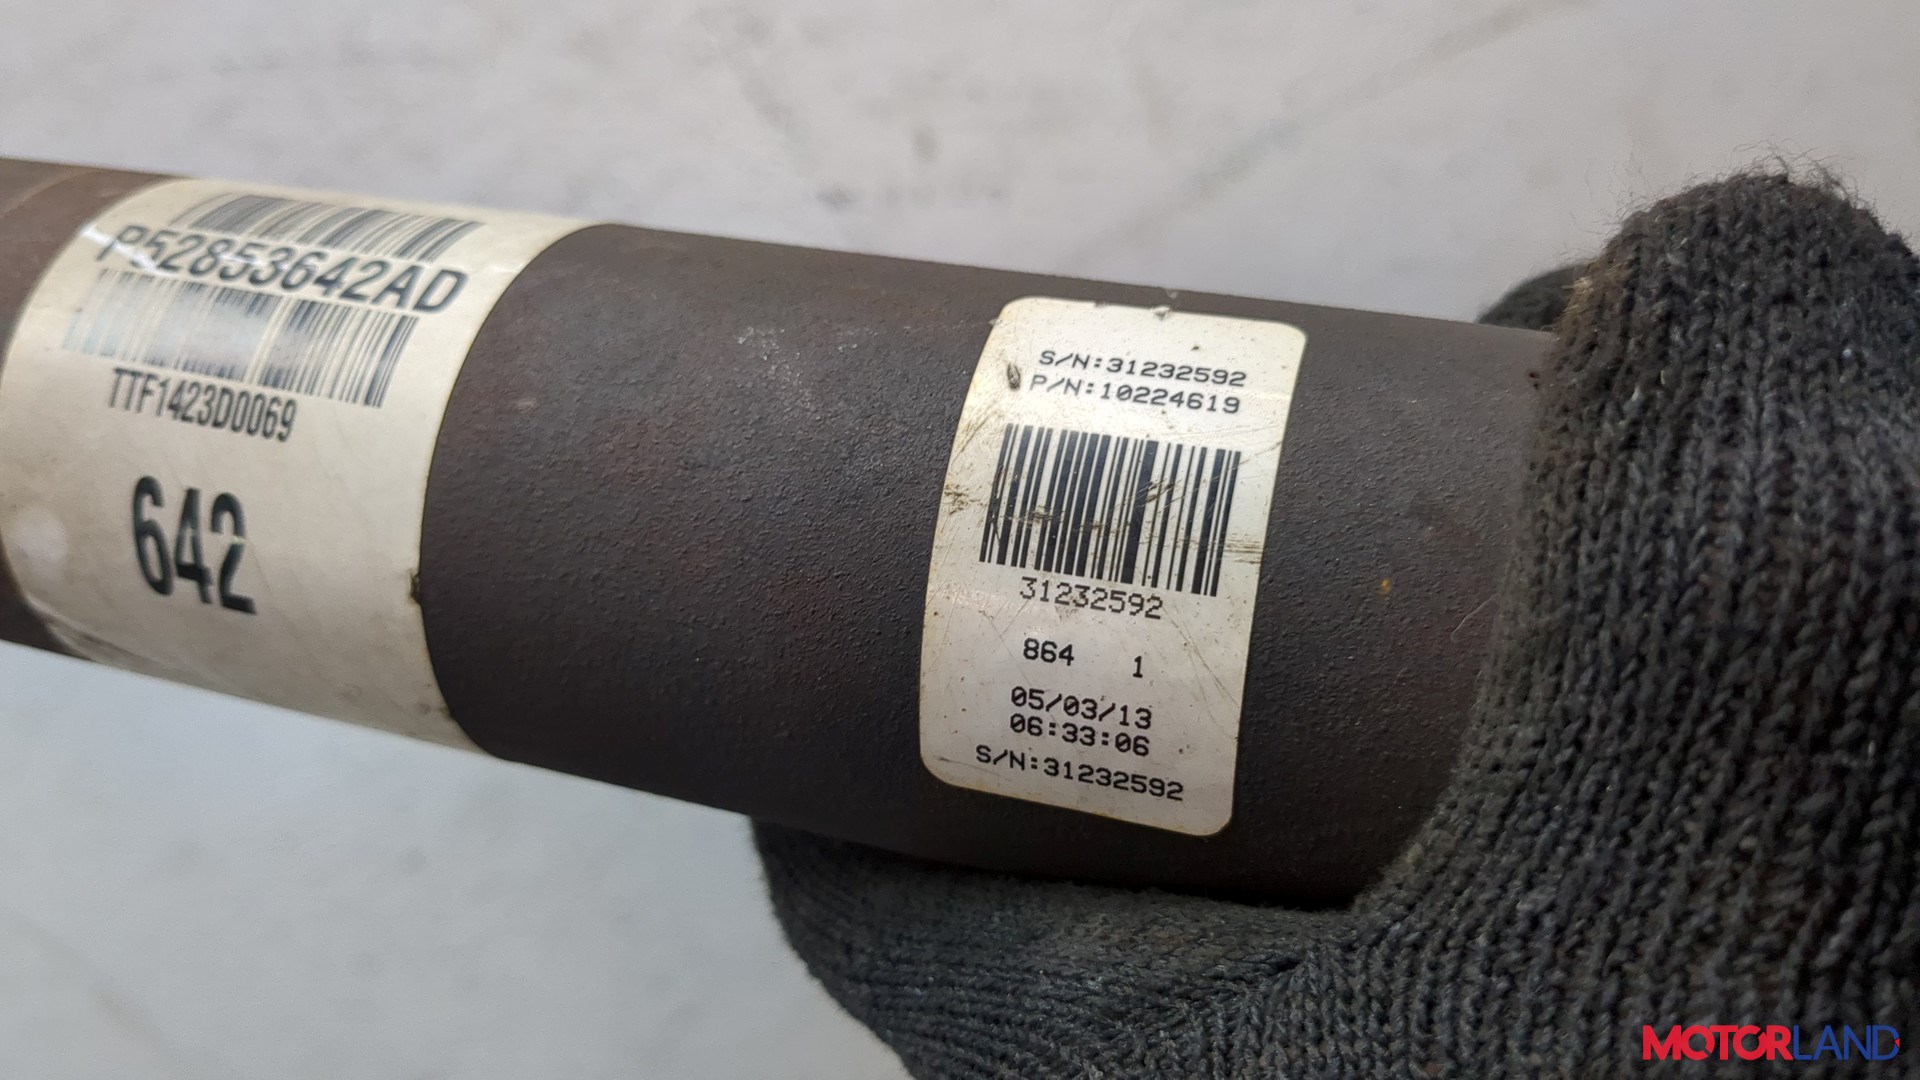 P52853642AD
TTF1423D0069
642
S/N:31232592
P/N:10224619
31232592
864 1
05/03/13
06:33:06
S/N:31232592
MOTORLAND